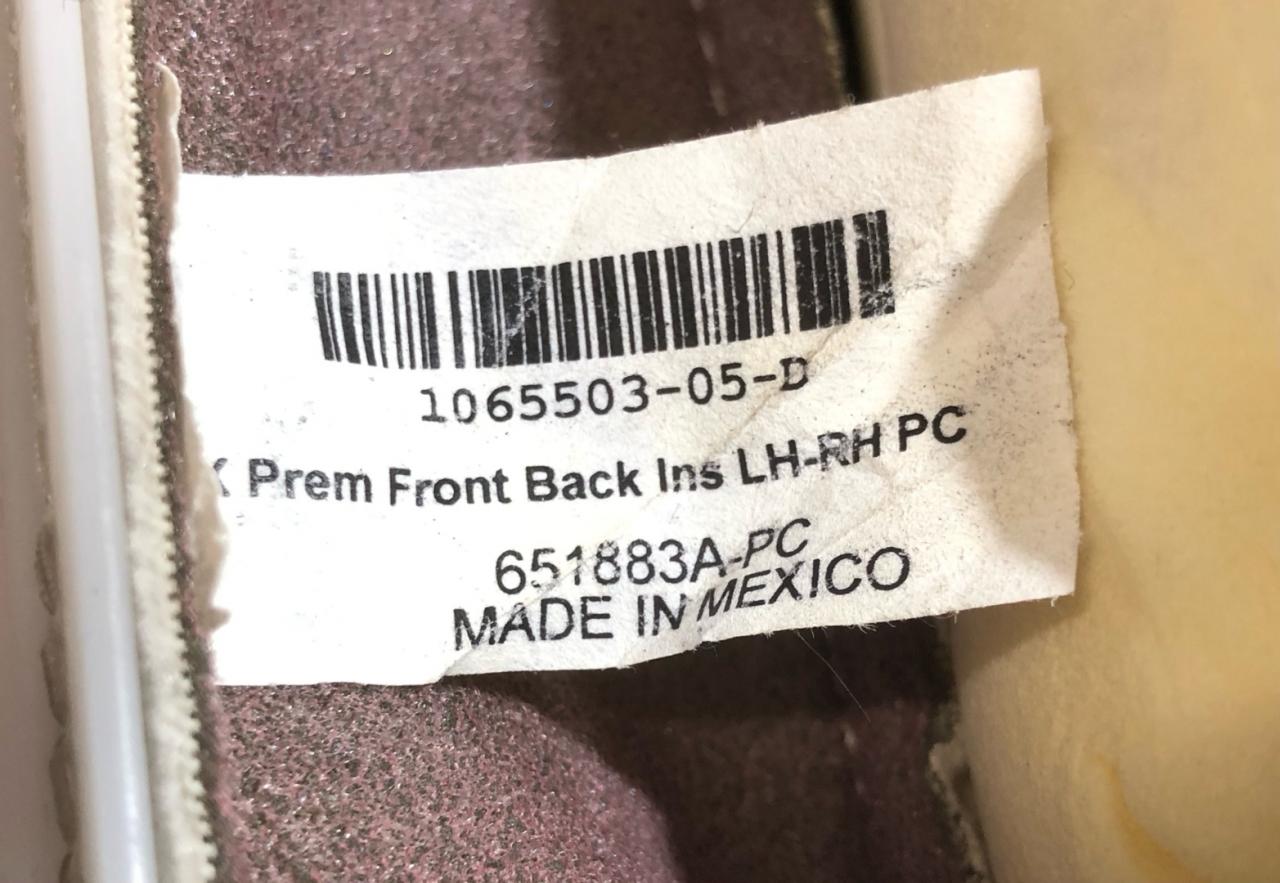 1065503-05-D
Prem Front Back Ins LH-RH PC
651883A-PC
MADE IN MEXICO